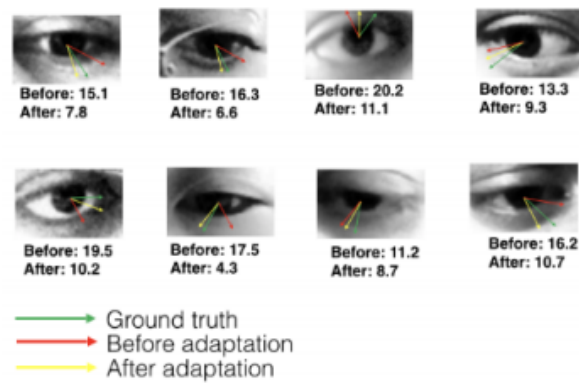 Before: 15.1
After: 7.8
Before: 16.3
After: 6.6
Before: 20.2
After: 11.1
Before: 13.3
After: 9.3
Before: 19.5
After: 10.2
Before: 17.5
After: 4.3
Before: 11.2
After: 8.7
Before: 16.2
After: 10.7
Ground truth
Before adaptation
After adaptation